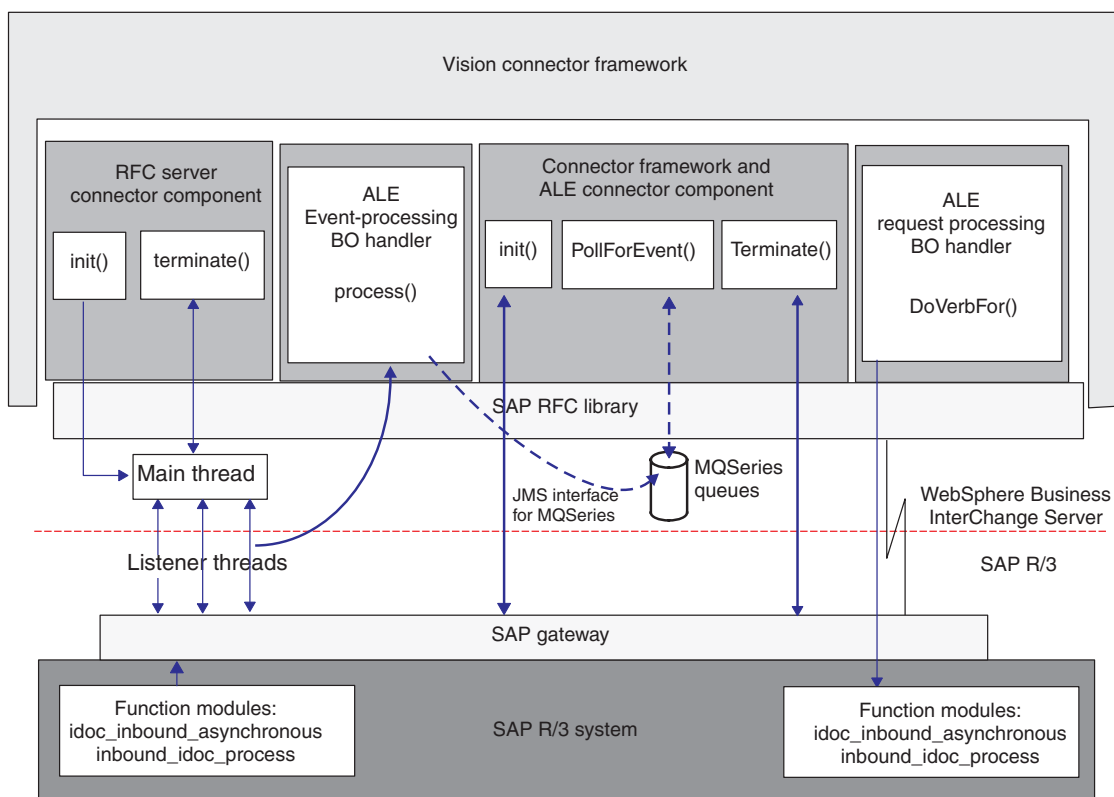 Vision connector framework
RFC server
connector component
init()
terminate()
ALE
Event-processing
BO handler
process()
Connector framework and
ALE connector component
init()
PollForEvent()
Terminate()
ALE
request processing
BO handler
DoVerbFor()
SAP RFC library
Main thread
JMS interface
for MQSeries
MQSeries
queues
WebSphere Business
InterChange Server
Listener threads
SAP R/3
SAP gateway
Function modules:
idoc_inbound_asynchronous
inbound_idoc_process
SAP R/3 system
Function modules:
idoc_inbound_asynchronous
inbound_idoc_process